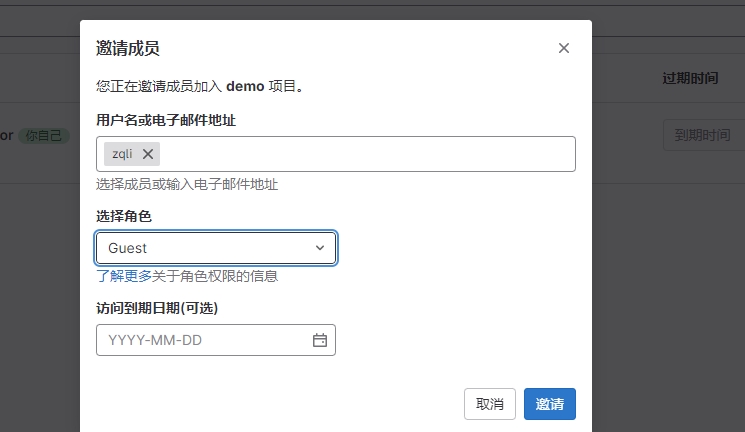 邀请成员
您正在邀请成员加入 demo 项目。
过期时间
用户名或电子邮件地址
or 你自己
到期时间
zqli
选择成员或输入电子邮件地址
选择角色
Guest
了解更多关于角色权限的信息
访问到期日期(可选)
YYYY-MM-DD
取消
邀请